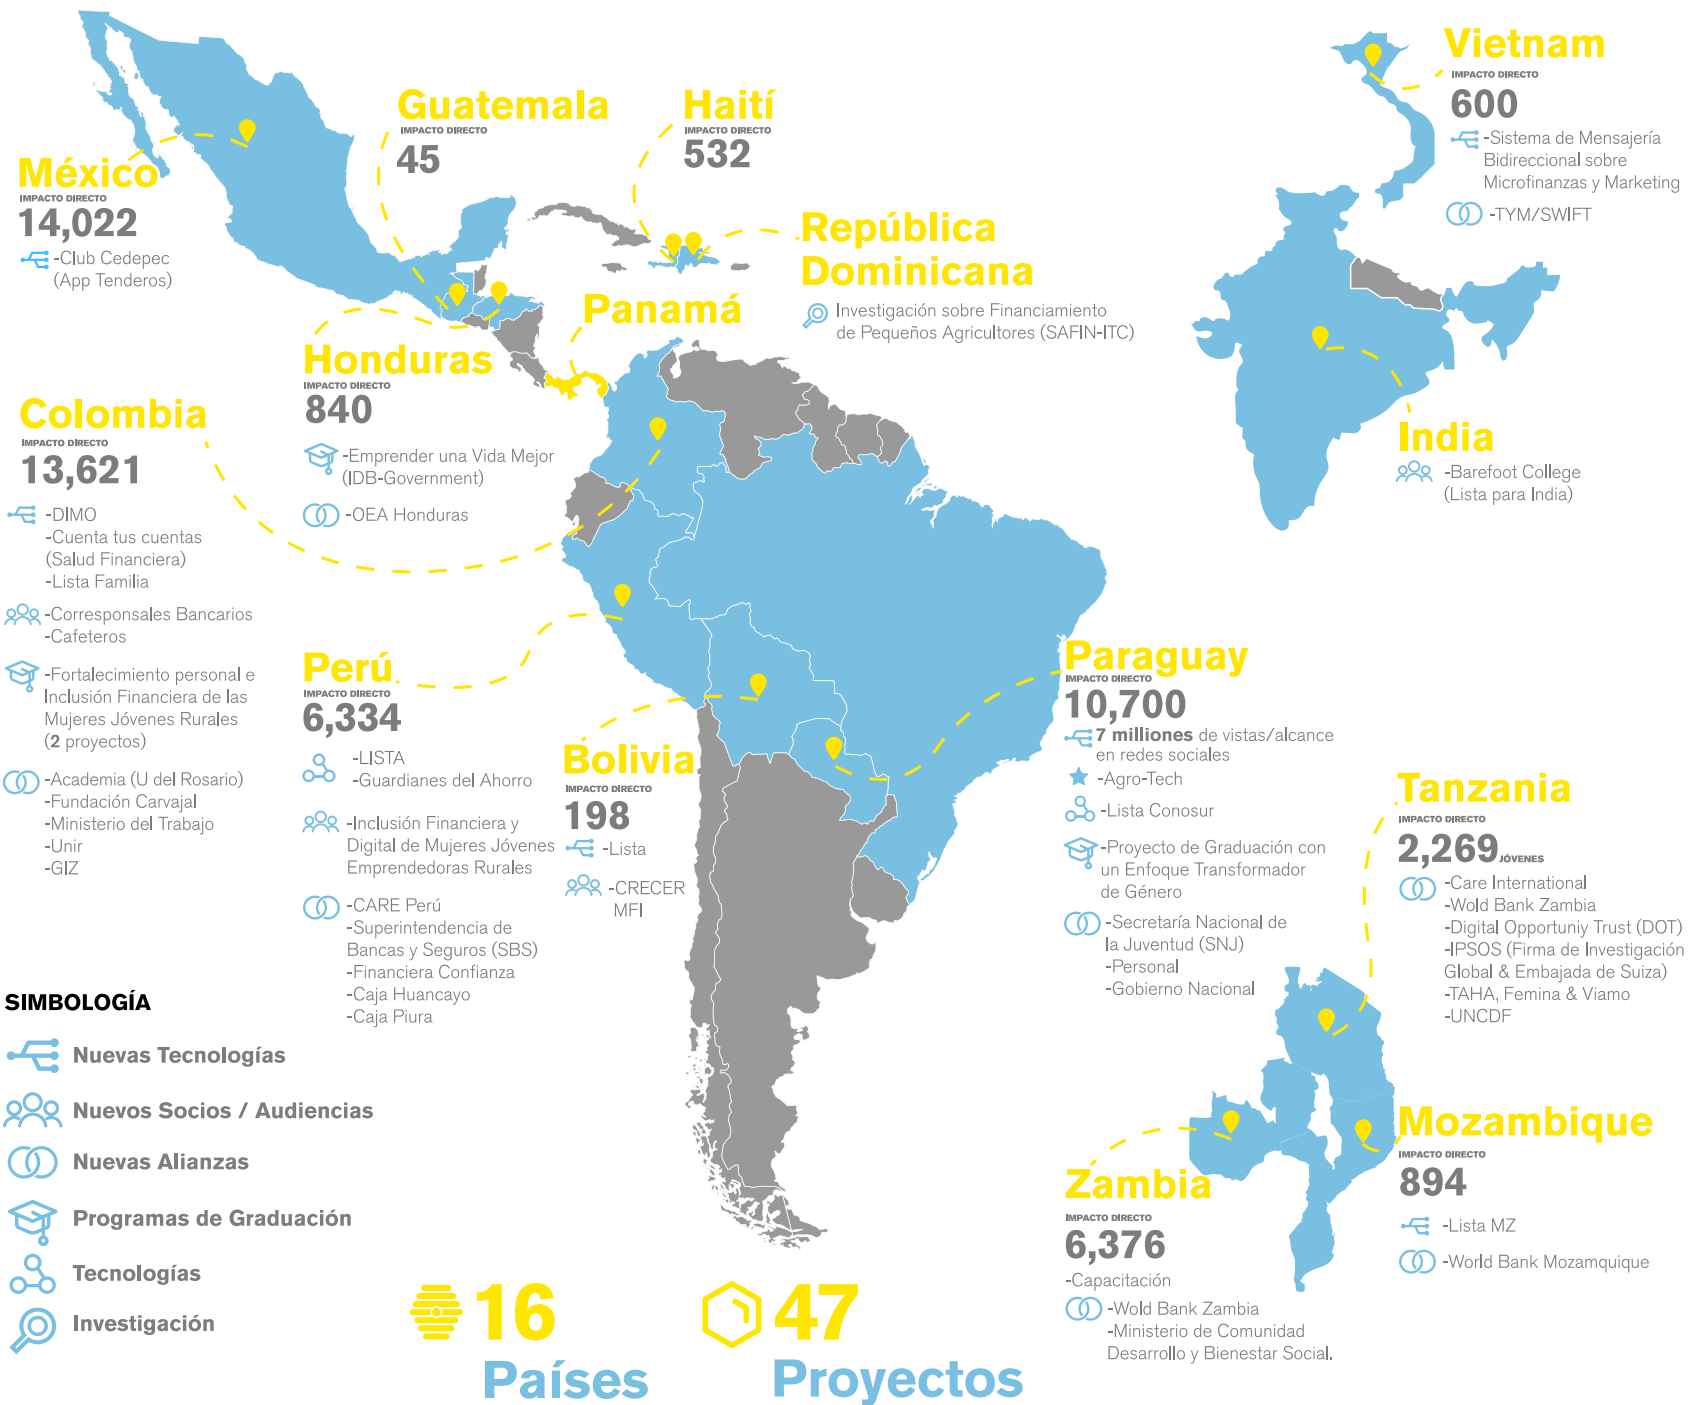 México
IMPACTO DIRECTO
14,022
-Club Cedepec
(App Tenderos)
Guatemala
IMPACTO DIRECTO
45
Haití
IMPACTO DIRECTO
532
República
Dominicana
Investigación sobre Financiamiento
de Pequeños Agricultores (SAFIN-ITC)
Panamá
Honduras
IMPACTO DIRECTO
840
-Emprender una Vida Mejor
(IDB-Government)
-OEA Honduras
Colombia
IMPACTO DIRECTO
13,621
-DIMO
-Cuenta tus cuentas
(Salud Financiera)
-Lista Familia
-Corresponsales Bancarios
-Cafeteros
-Fortalecimiento personal e
Inclusión Financiera de las
Mujeres Jóvenes Rurales
(2 proyectos)
-Academia (U del Rosario)
-Fundación Carvajal
-Ministerio del Trabajo
-Unir
-GIZ
Perú
IMPACTO DIRECTO
6,334
-LISTA
-Guardianes del Ahorro
-Inclusión Financiera y
Digital de Mujeres Jóvenes
Emprendedoras Rurales
-CARE Perú
-Superintendencia de
Bancas y Seguros (SBS)
-Financiera Confianza
-Caja Huancayo
-Caja Piura
Bolivia
IMPACTO DIRECTO
198
-Lista
-CRECER
MFI
Paraguay
IMPACTO DIRECTO
10,700
7 milliones de vistas/alcance
en redes sociales
-Agro-Tech
-Lista Conosur
-Proyecto de Graduación con
un Enfoque Transformador
de Género
-Secretaría Nacional de
la Juventud (SNJ)
-Personal
-Gobierno Nacional
Vietnam
IMPACTO DIRECTO
600
-Sistema de Mensajería
Bidireccional sobre
Microfinanzas y Marketing
-TYM/SWIFT
India
-Barefoot College
(Lista para India)
Tanzania
IMPACTO DIRECTO
2,269 JÓVENES
-Care International
-Wold Bank Zambia
-Digital Opportuniy Trust (DOT)
-IPSOS (Firma de Investigación
Global & Embajada de Suiza)
-TAHA, Femina & Viamo
-UNCDF
Mozambique
IMPACTO DIRECTO
894
-Lista MZ
-World Bank Mozamquique
Zambia
IMPACTO DIRECTO
6,376
-Capacitación
-Wold Bank Zambia
-Ministerio de Comunidad
Desarrollo y Bienestar Social.
SIMBOLOGÍA
Nuevas Tecnologías
Nuevos Socios / Audiencias
Nuevas Alianzas
Programas de Graduación
Tecnologías
Investigación
16
Países
47
Proyectos